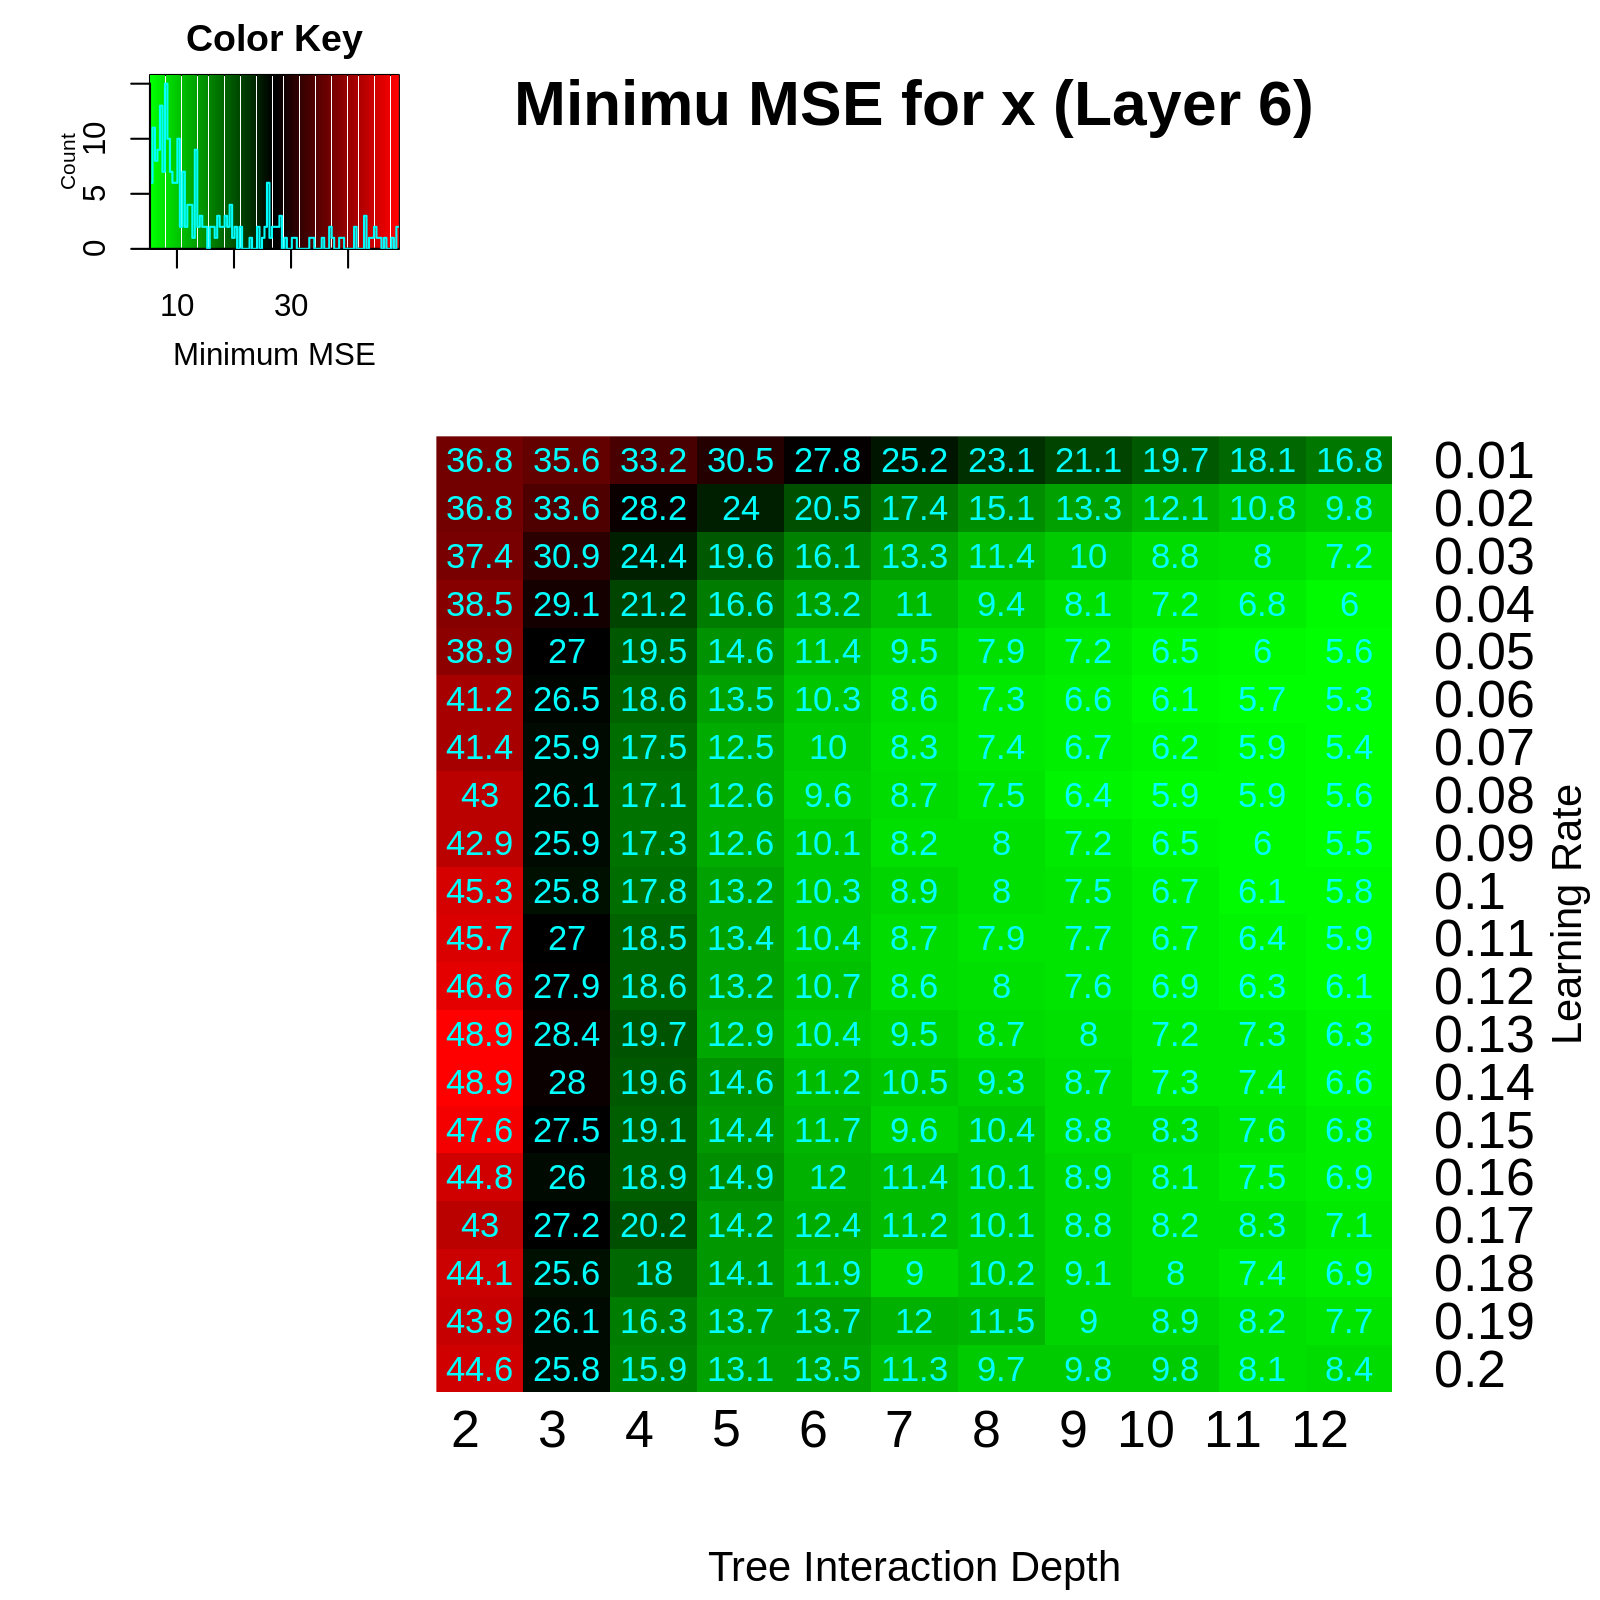 Color Key
Minimu MSE for x (Layer 6)
Count
0 5 10
10 30
Minimum MSE
36.8 35.6 33.2 30.5 27.8 25.2 23.1 21.1 19.7 18.1 16.8 0.01
36.8 33.6 28.2 24 20.5 17.4 15.1 13.3 12.1 10.8 9.8 0.02
37.4 30.9 24.4 19.6 16.1 13.3 11.4 10 8.8 8 7.2 0.03
38.5 29.1 21.2 16.6 13.2 11 9.4 8.1 7.2 6.8 6 0.04
38.9 27 19.5 14.6 11.4 9.5 7.9 7.2 6.5 6 5.6 0.05
41.2 26.5 18.6 13.5 10.3 8.6 7.3 6.6 6.1 5.7 5.3 0.06
41.4 25.9 17.5 12.5 10 8.3 7.4 6.7 6.2 5.9 5.4 0.07
43 26.1 17.1 12.6 9.6 8.7 7.5 6.4 5.9 5.9 5.6 0.08
42.9 25.9 17.3 12.6 10.1 8.2 8 7.2 6.5 6 5.5 0.09
45.3 25.8 17.8 13.2 10.3 8.9 8 7.5 6.7 6.1 5.8 0.1
45.7 27 18.5 13.4 10.4 8.7 7.9 7.7 6.7 6.4 5.9 0.11
46.6 27.9 18.6 13.2 10.7 8.6 8 7.6 6.9 6.3 6.1 0.12
48.9 28.4 19.7 12.9 10.4 9.5 8.7 8 7.2 7.3 6.3 0.13
48.9 28 19.6 14.6 11.2 10.5 9.3 8.7 7.3 7.4 6.6 0.14
47.6 27.5 19.1 14.4 11.7 9.6 10.4 8.8 8.3 7.6 6.8 0.15
44.8 26 18.9 14.9 12 11.4 10.1 8.9 8.1 7.5 6.9 0.16
43 27.2 20.2 14.2 12.4 11.2 10.1 8.8 8.2 8.3 7.1 0.17
44.1 25.6 18 14.1 11.9 9 10.2 9.1 8 7.4 6.9 0.18
43.9 26.1 16.3 13.7 13.7 12 11.5 9 8.9 8.2 7.7 0.19
44.6 25.8 15.9 13.1 13.5 11.3 9.7 9.8 9.8 8.1 8.4 0.2
2 3 4 5 6 7 8 9 10 11 12
Learning Rate
Tree Interaction Depth